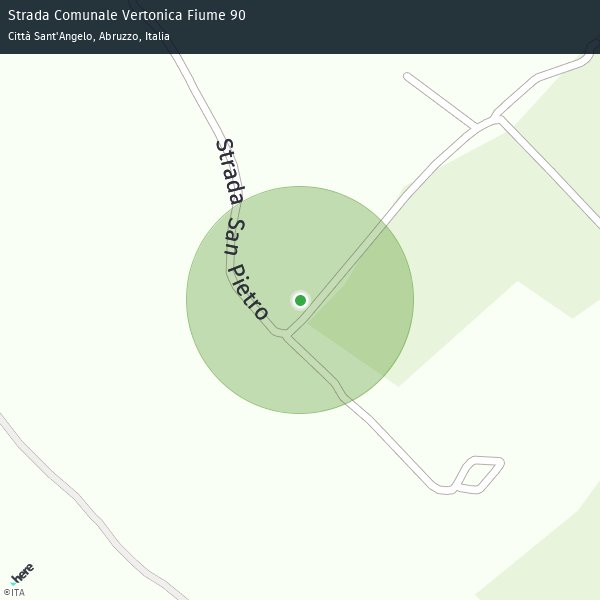 Strada Comunale Vertonica Fiume 90
Città Sant'Angelo, Abruzzo, Italia
Strada San Pietro
here
©ITA